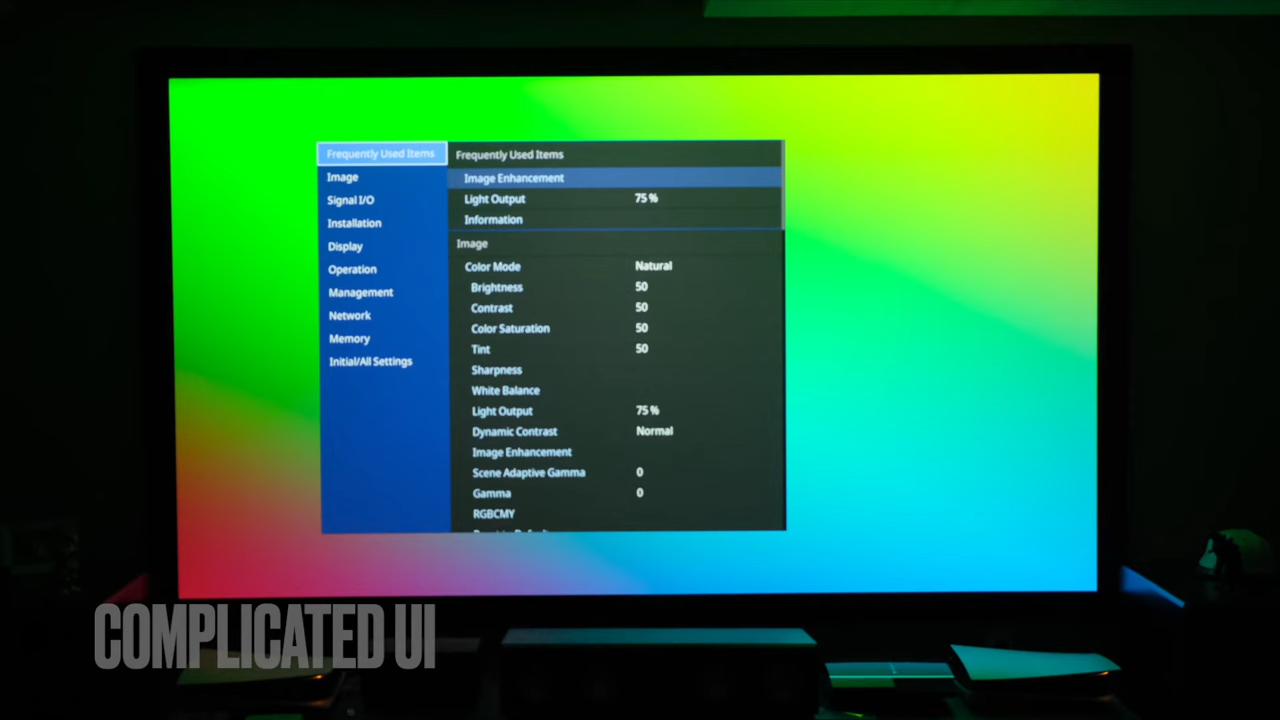 Frequently Used Items
Image
Signal I/O
Installation
Display
Operation
Management
Network
Memory
Initial/All Settings
Frequently Used Items
Image Enhancement
Light Output 75 %
Information
Image
Color Mode Natural
Brightness 50
Contrast 50
Color Saturation 50
Tint 50
Sharpness
White Balance
Light Output 75 %
Dynamic Contrast Normal
Image Enhancement
Scene Adaptive Gamma 0
Gamma 0
RGBCMY
COMPLICATED UI